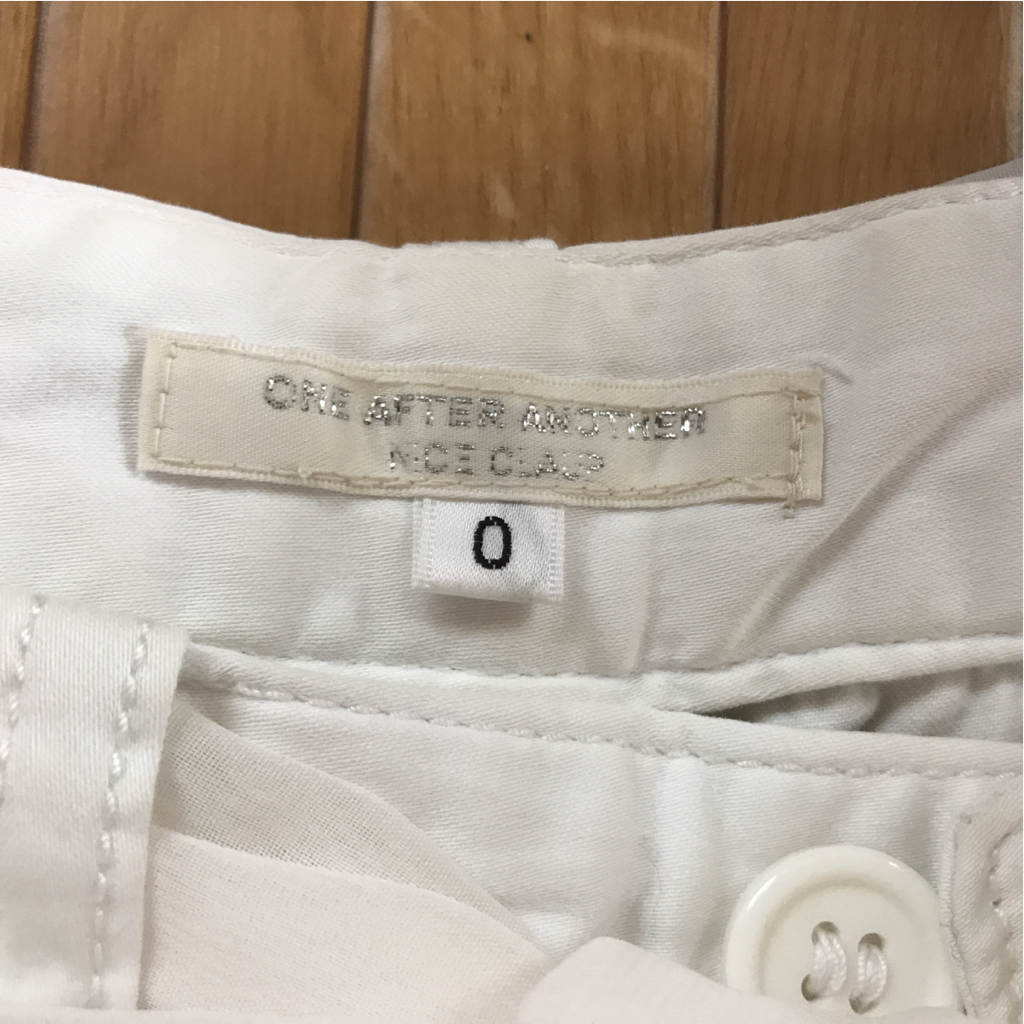 ONE AFTER ANOTHER
NICE CLAUP
0